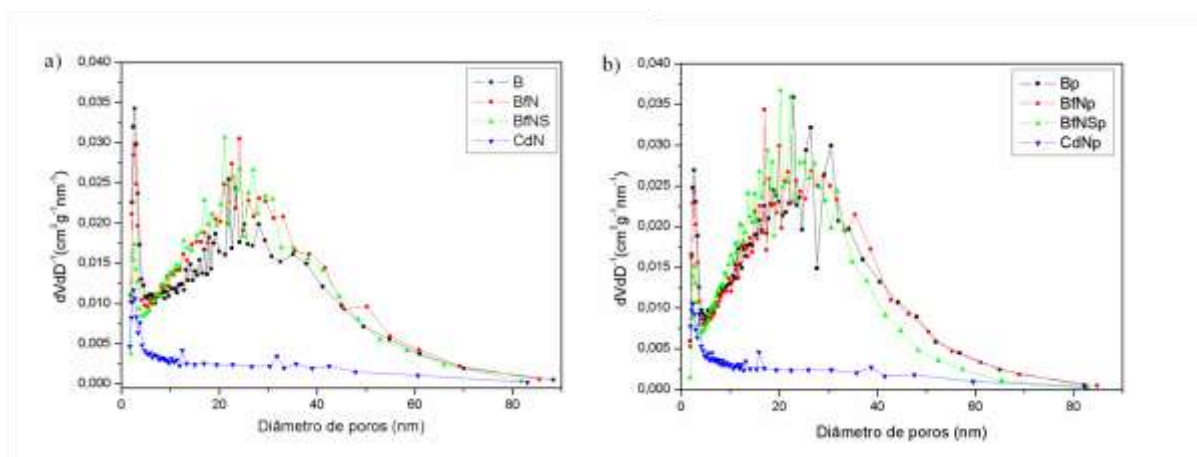 a)
0,040
0,035
0,030
0,025
0,020
0,015
0,010
0,005
0,000
dVdD⁻¹(cm³g⁻¹nm⁻¹)
B
BfN
BfNS
CdN
0 20 40 60 80
Diâmetro de poros (nm)
b)
0,040
0,035
0,030
0,025
0,020
0,015
0,010
0,005
0,000
dVdD⁻¹(cm³g⁻¹nm⁻¹)
Bp
BfNp
BfNSp
CdNp
0 20 40 60 80
Diâmetro de poros (nm)